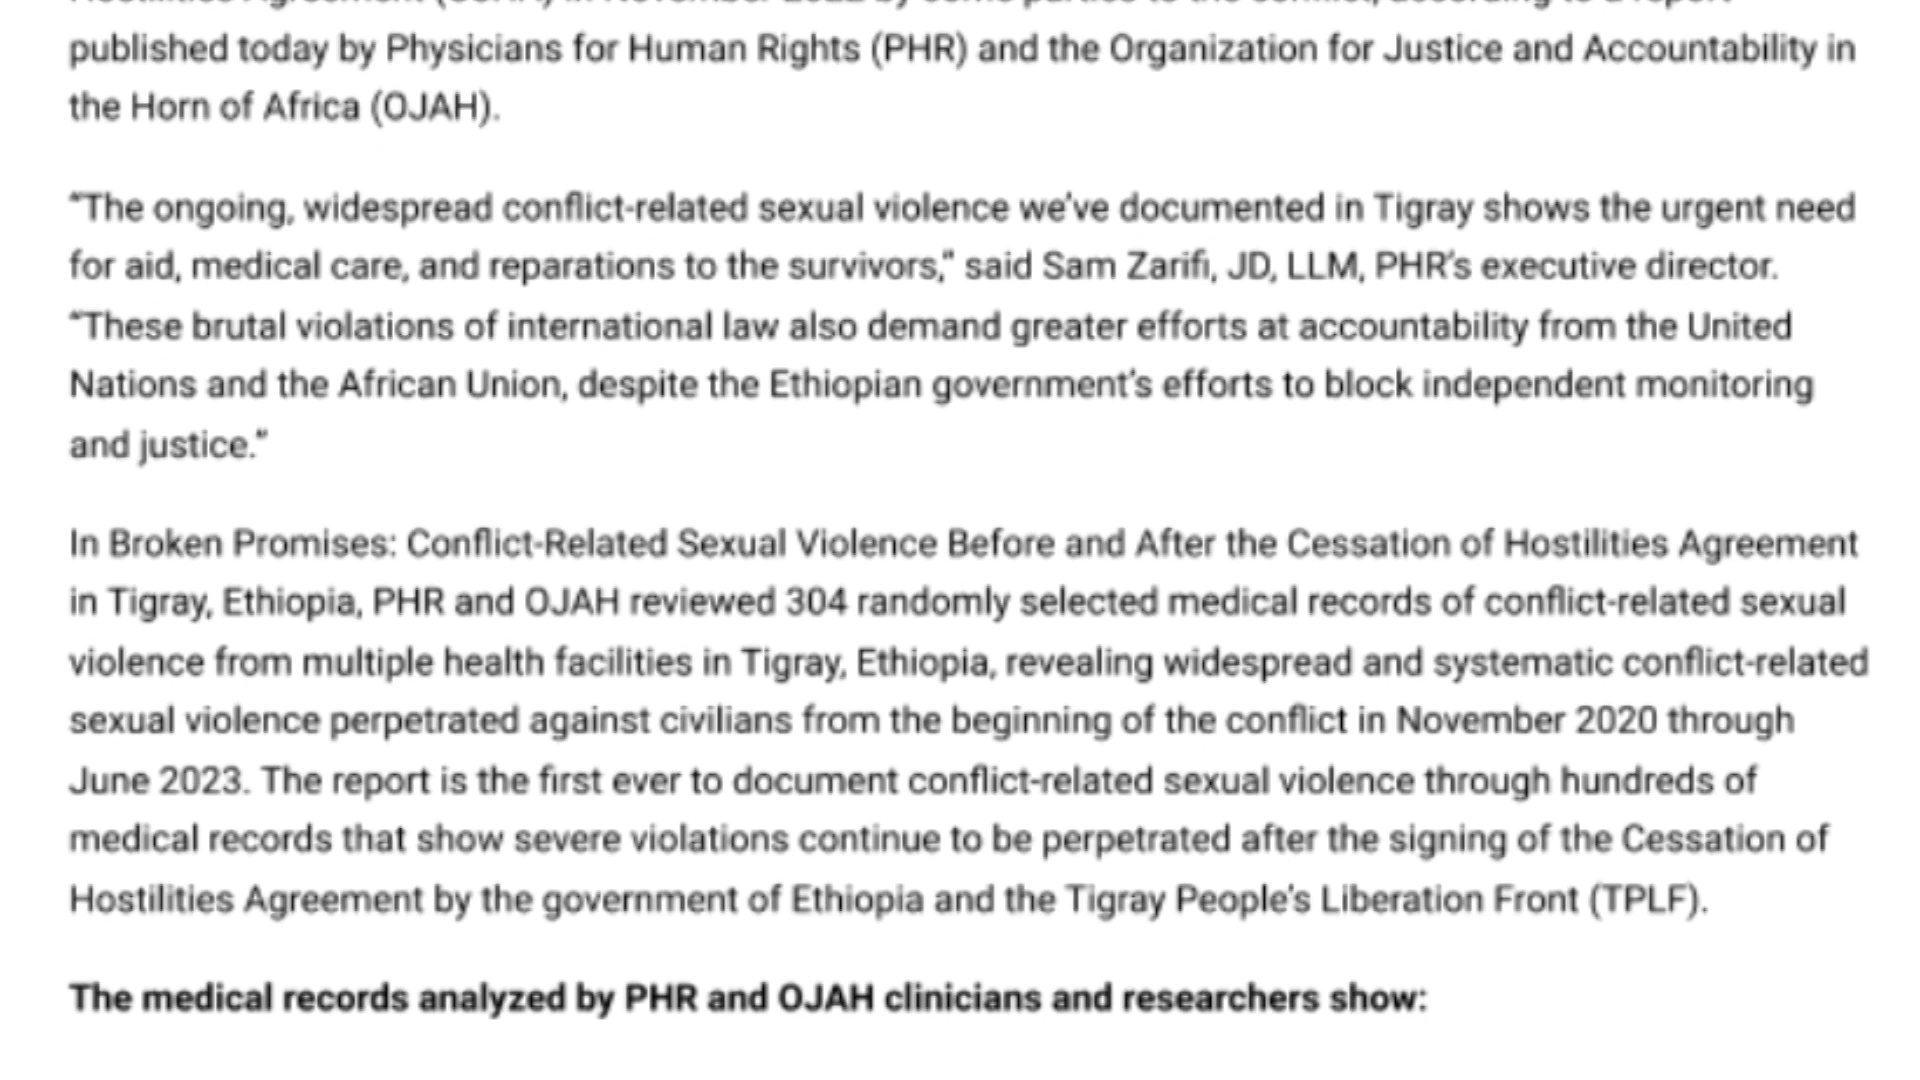 published today by Physicians for Human Rights (PHR) and the Organization for Justice and Accountability in
the Horn of Africa (OJAH).
“The ongoing, widespread conflict-related sexual violence we’ve documented in Tigray shows the urgent need
for aid, medical care, and reparations to the survivors,” said Sam Zarifi, JD, LLM, PHR’s executive director.
“These brutal violations of international law also demand greater efforts at accountability from the United
Nations and the African Union, despite the Ethiopian government’s efforts to block independent monitoring
and justice.”
In Broken Promises: Conflict-Related Sexual Violence Before and After the Cessation of Hostilities Agreement
in Tigray, Ethiopia, PHR and OJAH reviewed 304 randomly selected medical records of conflict-related sexual
violence from multiple health facilities in Tigray, Ethiopia, revealing widespread and systematic conflict-related
sexual violence perpetrated against civilians from the beginning of the conflict in November 2020 through
June 2023. The report is the first ever to document conflict-related sexual violence through hundreds of
medical records that show severe violations continue to be perpetrated after the signing of the Cessation of
Hostilities Agreement by the government of Ethiopia and the Tigray People’s Liberation Front (TPLF).
The medical records analyzed by PHR and OJAH clinicians and researchers show: